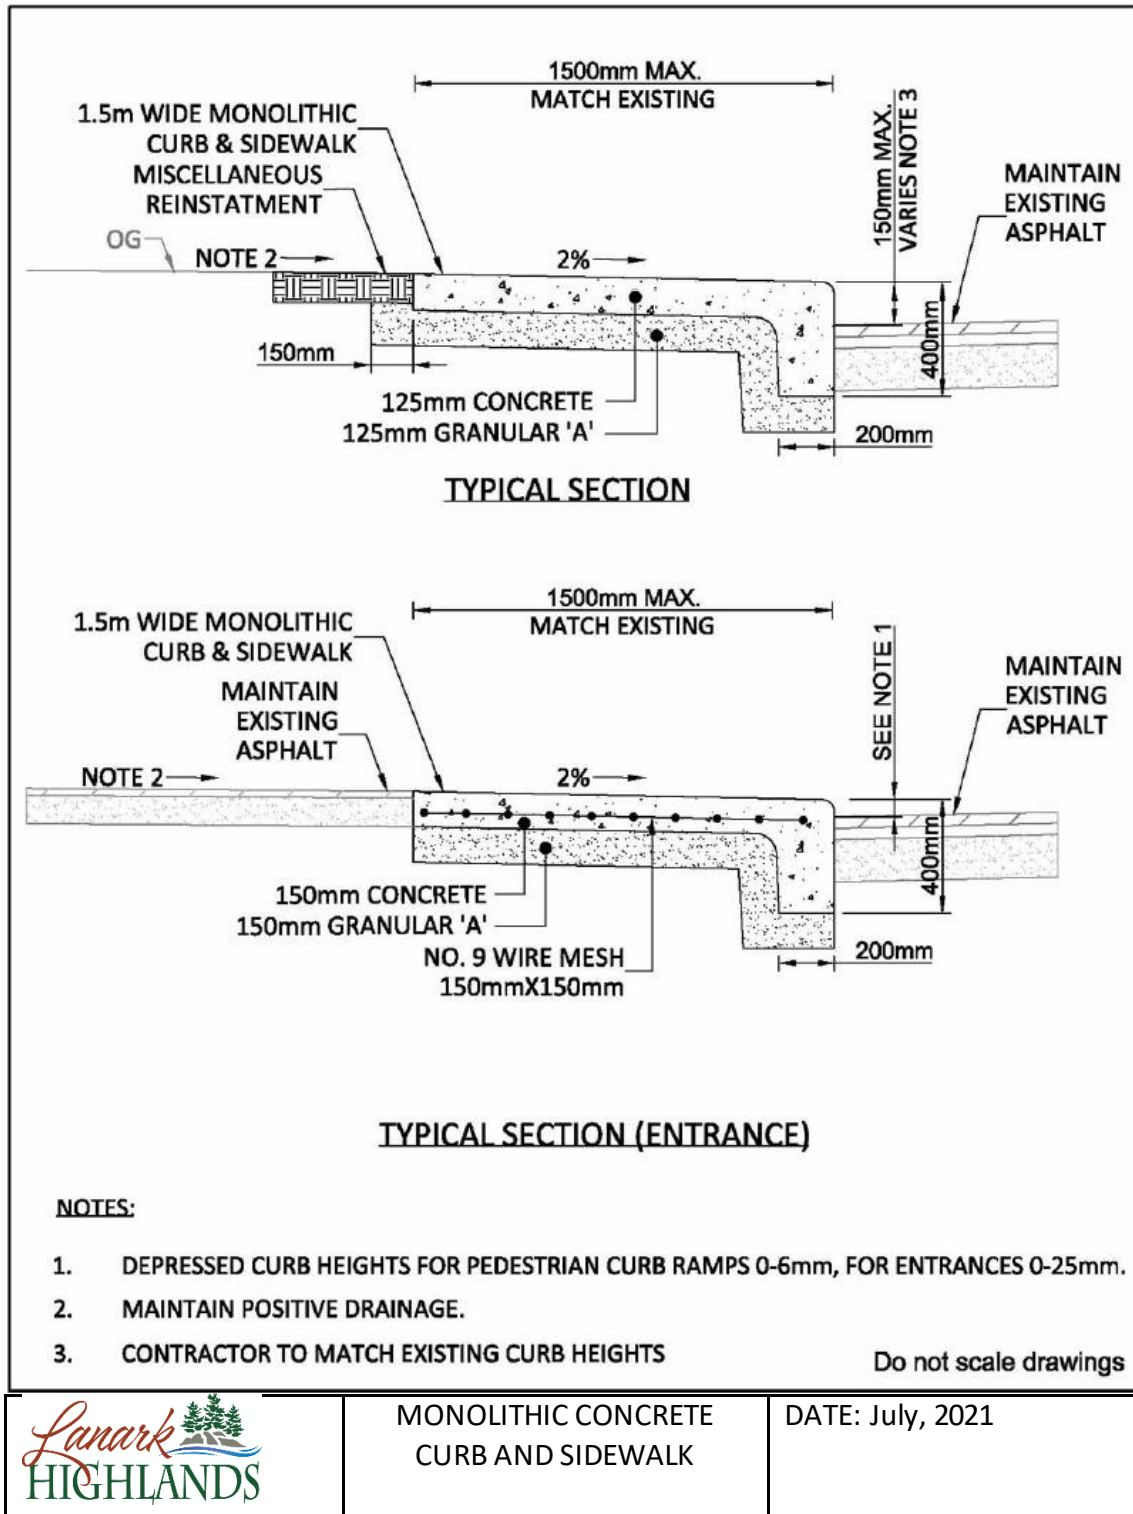 1500mm MAX.
MATCH EXISTING
1.5m WIDE MONOLITHIC
CURB & SIDEWALK
MISCELLANEOUS
REINSTATMENT
150mm MAX.
VARIES NOTE 3
MAINTAIN
EXISTING
ASPHALT
OG
NOTE 2
2%
400mm
150mm
125mm CONCRETE
125mm GRANULAR 'A'
200mm
TYPICAL SECTION
1500mm MAX.
MATCH EXISTING
1.5m WIDE MONOLITHIC
CURB & SIDEWALK
MAINTAIN
EXISTING
ASPHALT
SEE NOTE 1
MAINTAIN
EXISTING
ASPHALT
NOTE 2
2%
400mm
150mm CONCRETE
150mm GRANULAR 'A'
NO. 9 WIRE MESH
150mmX150mm
200mm
TYPICAL SECTION (ENTRANCE)
NOTES:
1. DEPRESSED CURB HEIGHTS FOR PEDESTRIAN CURB RAMPS 0-6mm, FOR ENTRANCES 0-25mm.
2. MAINTAIN POSITIVE DRAINAGE.
3. CONTRACTOR TO MATCH EXISTING CURB HEIGHTS
Do not scale drawings
Lanark
HIGHLANDS
MONOLITHIC CONCRETE
CURB AND SIDEWALK
DATE: July, 2021